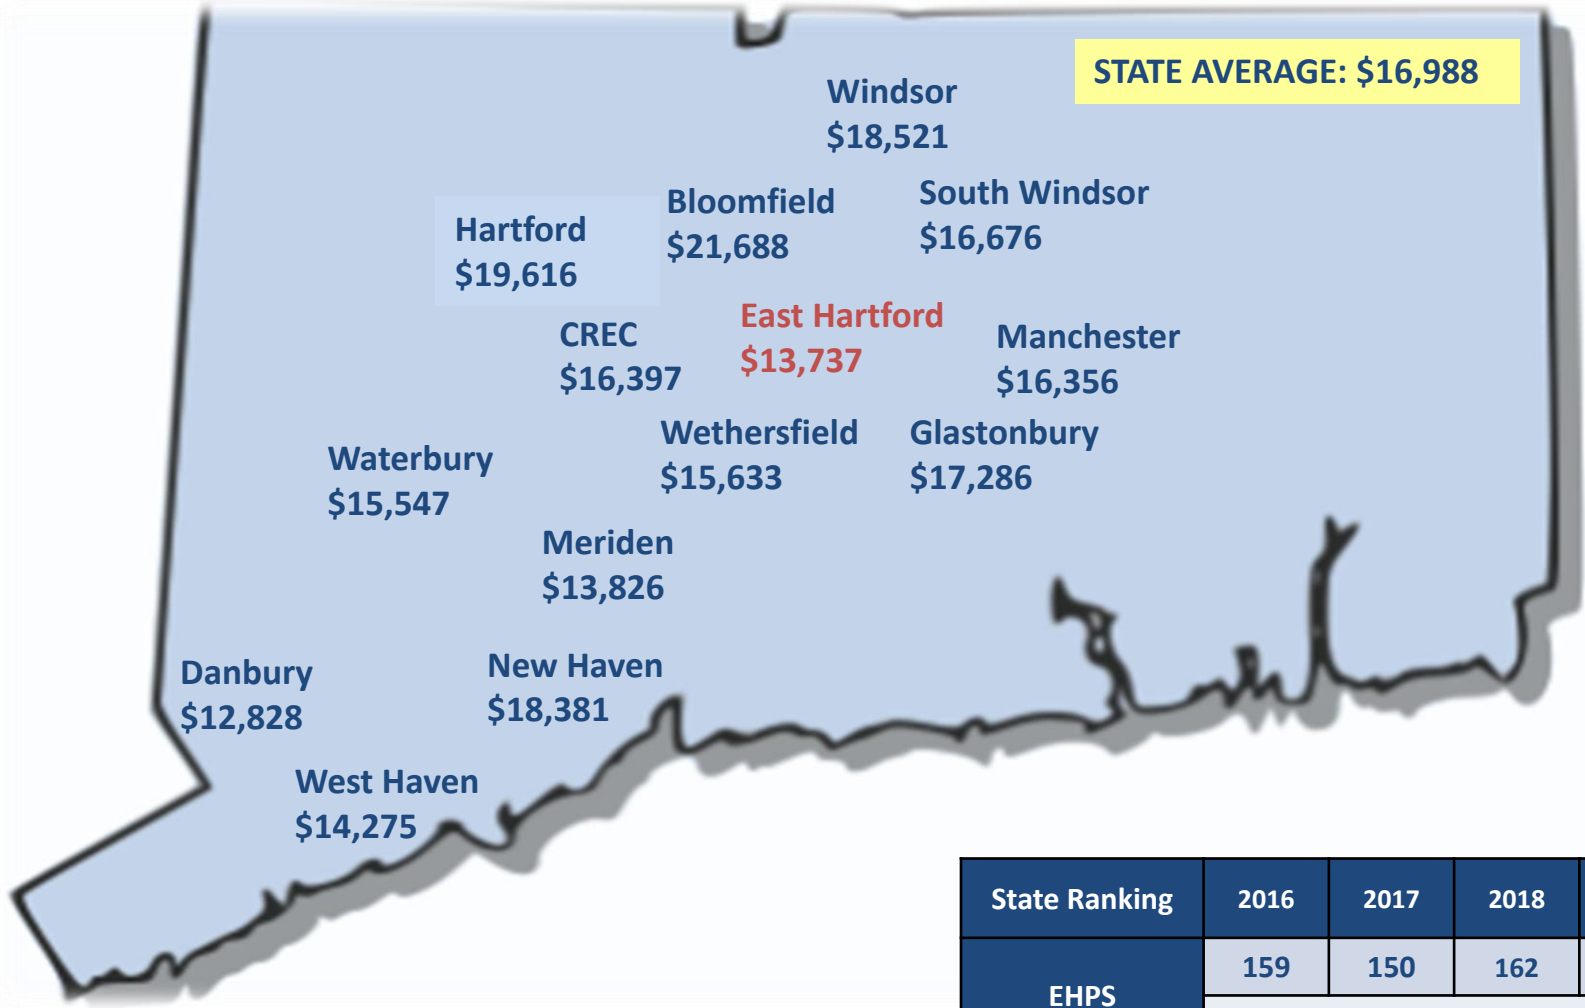 STATE AVERAGE: $16,988
Windsor
$18,521
Bloomfield
$21,688
South Windsor
$16,676
Hartford
$19,616
East Hartford
$13,737
CREC
$16,397
Manchester
$16,356
Wethersfield
$15,633
Glastonbury
$17,286
Waterbury
$15,547
Meriden
$13,826
Danbury
$12,828
New Haven
$18,381
West Haven
$14,275
State Ranking 2016 2017 2018
159 150 162
EHPS